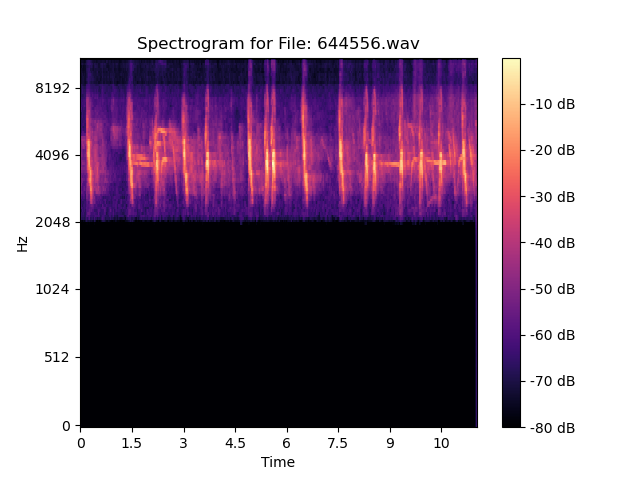 Spectrogram for File: 644556.wav
8192
4096
2048
1024
512
0
Hz
0 1.5 3 4.5 6 7.5 9 10
Time
-10 dB
-20 dB
-30 dB
-40 dB
-50 dB
-60 dB
-70 dB
-80 dB